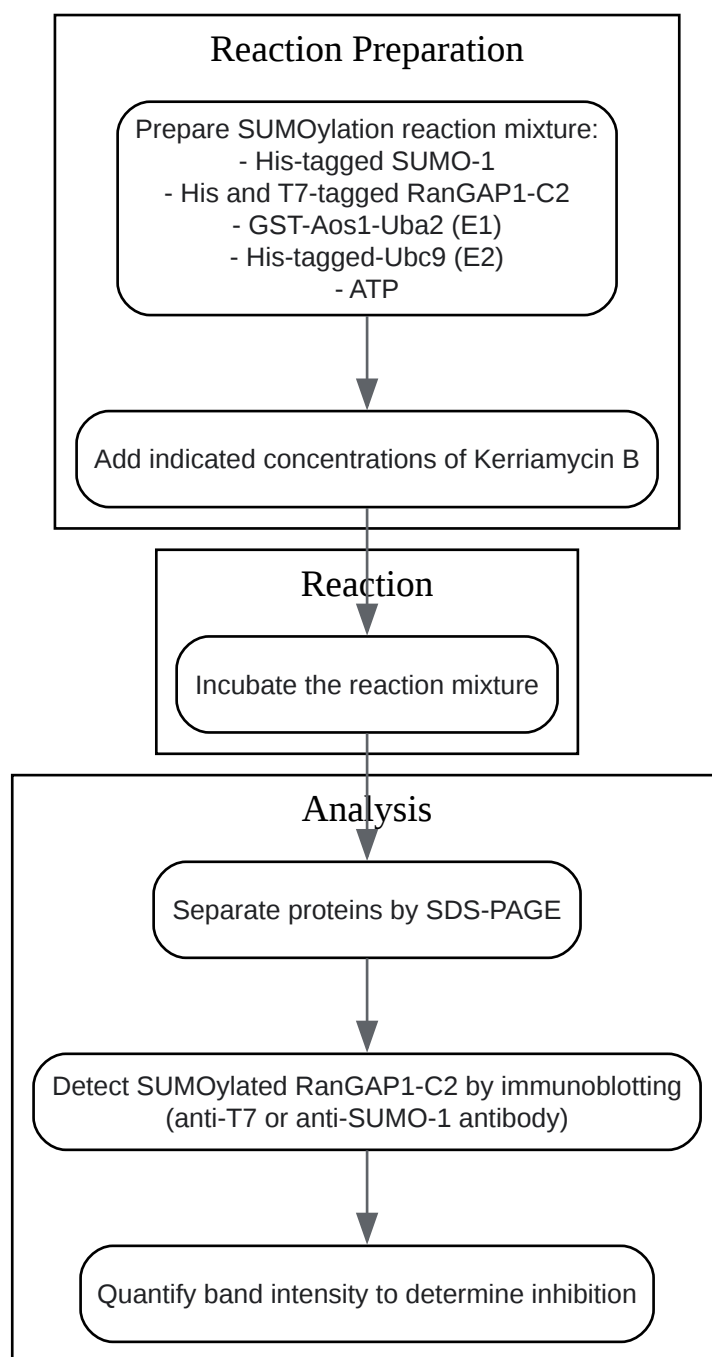 Reaction Preparation
Prepare SUMOylation reaction mixture:
- His-tagged SUMO-1
- His and T7-tagged RanGAP1-C2
- GST-Aos1-Uba2 (E1)
- His-tagged-Ubc9 (E2)
- ATP
Add indicated concentrations of Kerriamycin B
Reaction
Incubate the reaction mixture
Analysis
Separate proteins by SDS-PAGE
Detect SUMOylated RanGAP1-C2 by immunoblotting
(anti-T7 or anti-SUMO-1 antibody)
Quantify band intensity to determine inhibition